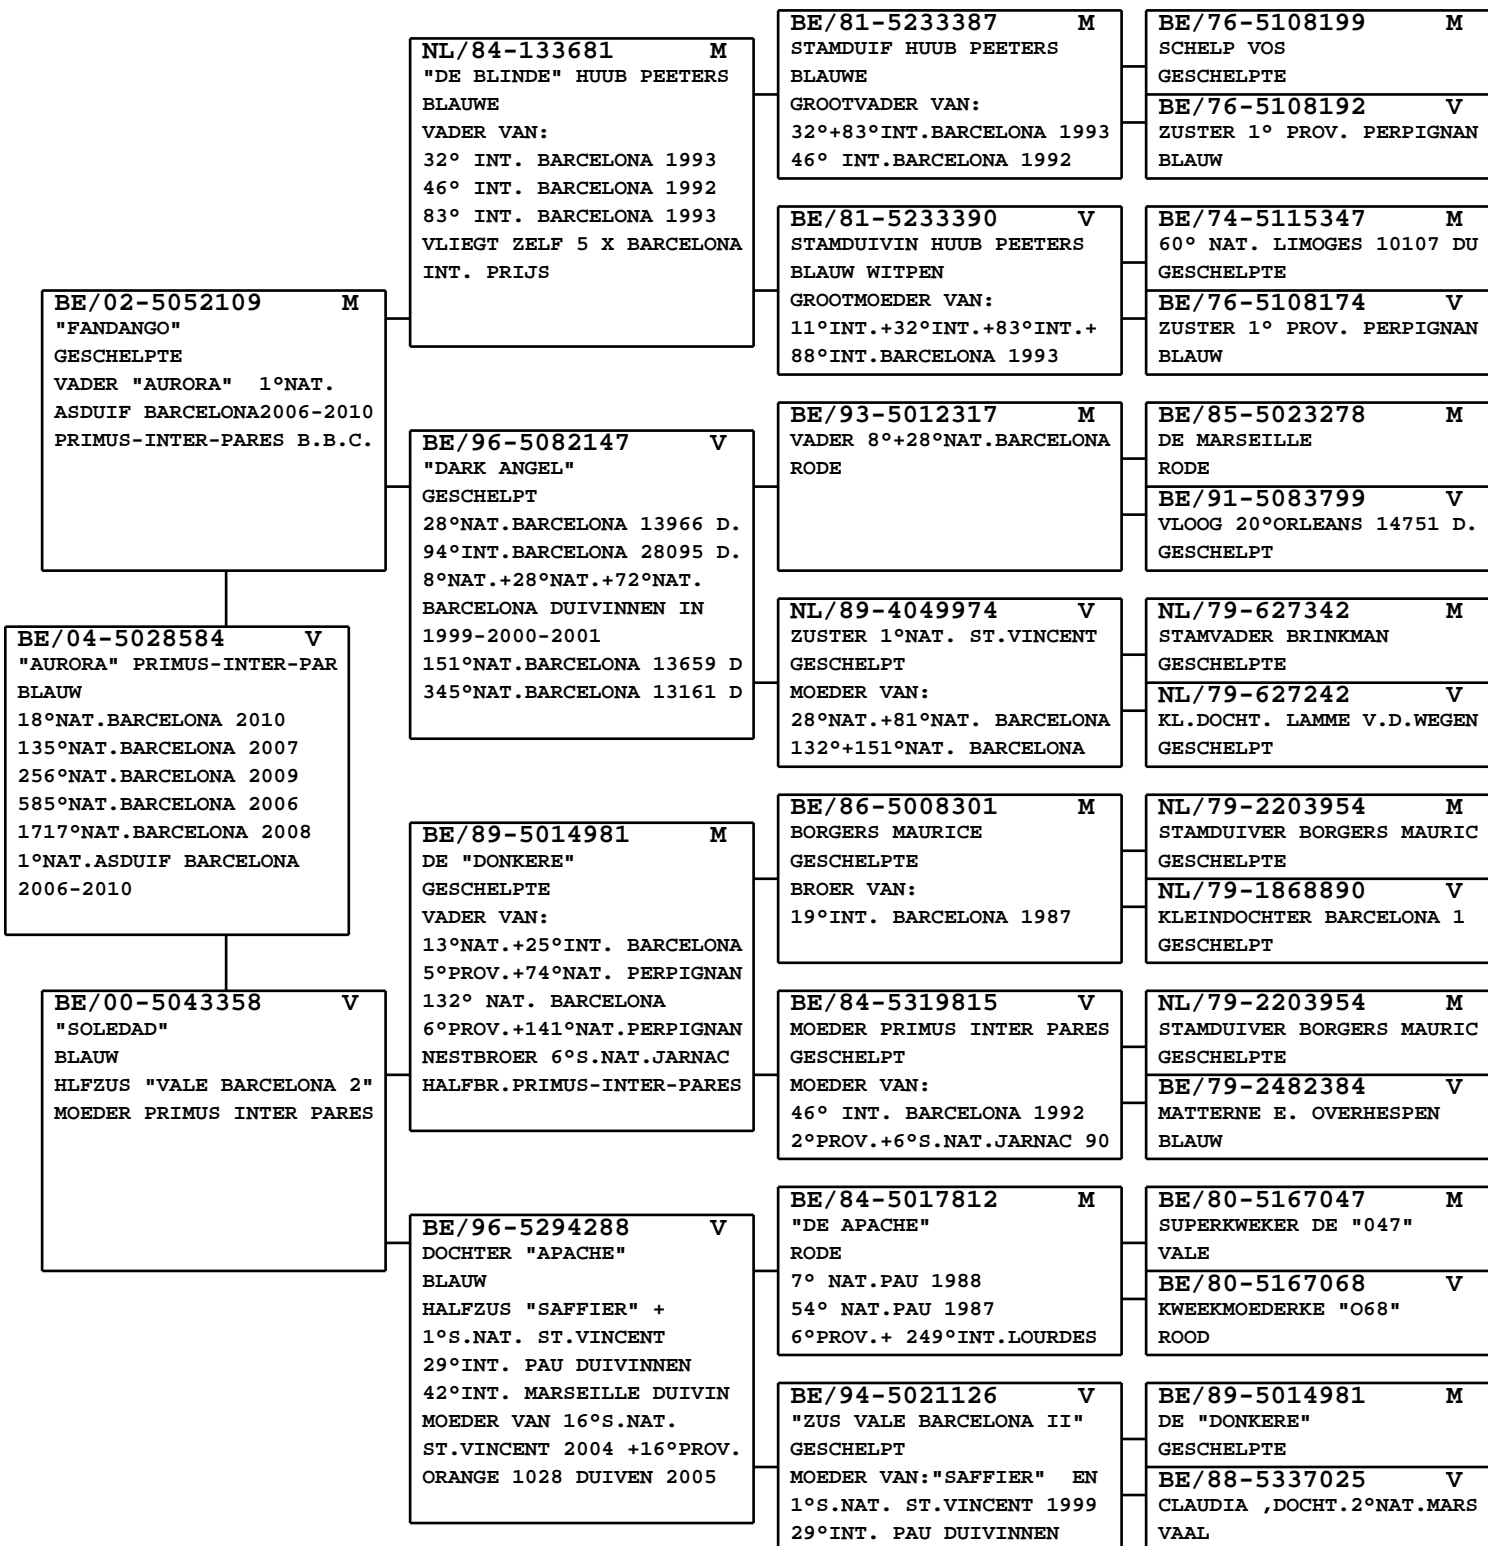 BE/04-5028584 V
"AURORA" PRIMUS-INTER-PAR
BLAUW
18°NAT.BARCELONA 2010
135°NAT.BARCELONA 2007
256°NAT.BARCELONA 2009
585°NAT.BARCELONA 2006
1717°NAT.BARCELONA 2008
1°NAT.ASDUIF BARCELONA
2006-2010
BE/02-5052109 M
"FANDANGO"
GESCHELPTE
VADER "AURORA" 1°NAT.
ASDUIF BARCELONA2006-2010
PRIMUS-INTER-PARES B.B.C.
BE/00-5043358 V
"SOLEDAD"
BLAUW
HLFZUS "VALE BARCELONA 2"
MOEDER PRIMUS INTER PARES
NL/84-133681 M
"DE BLINDE" HUUB PEETERS
BLAUWE
VADER VAN:
32° INT. BARCELONA 1993
46° INT. BARCELONA 1992
83° INT. BARCELONA 1993
VLIEGT ZELF 5 X BARCELONA
INT. PRIJS
BE/96-5082147 V
"DARK ANGEL"
GESCHELPT
28°NAT.BARCELONA 13966 D.
94°INT.BARCELONA 28095 D.
8°NAT.+28°NAT.+72°NAT.
BARCELONA DUIVINNEN IN
1999-2000-2001
151°NAT.BARCELONA 13659 D
345°NAT.BARCELONA 13161 D
BE/89-5014981 M
DE "DONKERE"
GESCHELPTE
VADER VAN:
13°NAT.+25°INT. BARCELONA
5°PROV.+74°NAT. PERPIGNAN
132° NAT. BARCELONA
6°PROV.+141°NAT.PERPIGNAN
NESTBROER 6°S.NAT.JARNAC
HALFBR.PRIMUS-INTER-PARES
BE/96-5294288 V
DOCHTER "APACHE"
BLAUW
HALFZUS "SAFFIER" +
1°S.NAT. ST.VINCENT
29°INT. PAU DUIVINNEN
42°INT. MARSEILLE DUIVIN
MOEDER VAN 16°S.NAT.
ST.VINCENT 2004 +16°PROV.
ORANGE 1028 DUIVEN 2005
BE/81-5233387 M
STAMDUIF HUUB PEETERS
BLAUWE
GROOTVADER VAN:
32°+83°INT.BARCELONA 1993
46° INT.BARCELONA 1992
BE/81-5233390 V
STAMDUIVIN HUUB PEETERS
BLAUW WITPEN
GROOTMOEDER VAN:
11°INT.+32°INT.+83°INT.+
88°INT.BARCELONA 1993
BE/93-5012317 M
VADER 8°+28°NAT.BARCELONA
RODE
NL/89-4049974 V
ZUSTER 1°NAT. ST.VINCENT
GESCHELPT
MOEDER VAN:
28°NAT.+81°NAT. BARCELONA
132°+151°NAT. BARCELONA
BE/86-5008301 M
BORGERS MAURICE
GESCHELPTE
BROER VAN:
19°INT. BARCELONA 1987
BE/84-5319815 V
MOEDER PRIMUS INTER PARES
GESCHELPT
MOEDER VAN:
46° INT. BARCELONA 1992
2°PROV.+6°S.NAT.JARNAC 90
BE/84-5017812 M
"DE APACHE"
RODE
7° NAT.PAU 1988
54° NAT.PAU 1987
6°PROV.+ 249°INT.LOURDES
BE/94-5021126 V
"ZUS VALE BARCELONA II"
GESCHELPT
MOEDER VAN:"SAFFIER" EN
1°S.NAT. ST.VINCENT 1999
29°INT. PAU DUIVINNEN
BE/76-5108199 M
SCHELP VOS
GESCHELPTE
BE/76-5108192 V
ZUSTER 1° PROV. PERPIGNAN
BLAUW
BE/74-5115347 M
60° NAT. LIMOGES 10107 DU
GESCHELPTE
BE/76-5108174 V
ZUSTER 1° PROV. PERPIGNAN
BLAUW
BE/85-5023278 M
DE MARSEILLE
RODE
BE/91-5083799 V
VLOOG 20°ORLEANS 14751 D.
GESCHELPT
NL/79-627342 M
STAMVADER BRINKMAN
GESCHELPTE
NL/79-627242 V
KL.DOCHT. LAMME V.D.WEGEN
GESCHELPT
NL/79-2203954 M
STAMDUIVER BORGERS MAURIC
GESCHELPTE
NL/79-1868890 V
KLEINDOCHTER BARCELONA 1
GESCHELPT
NL/79-2203954 M
STAMDUIVER BORGERS MAURIC
GESCHELPTE
BE/79-2482384 V
MATTERNE E. OVERHESPEN
BLAUW
BE/80-5167047 M
SUPERKWEKER DE "047"
VALE
BE/80-5167068 V
KWEEKMOEDERKE "O68"
ROOD
BE/89-5014981 M
DE "DONKERE"
GESCHELPTE
BE/88-5337025 V
CLAUDIA ,DOCHT.2°NAT.MARS
VAAL